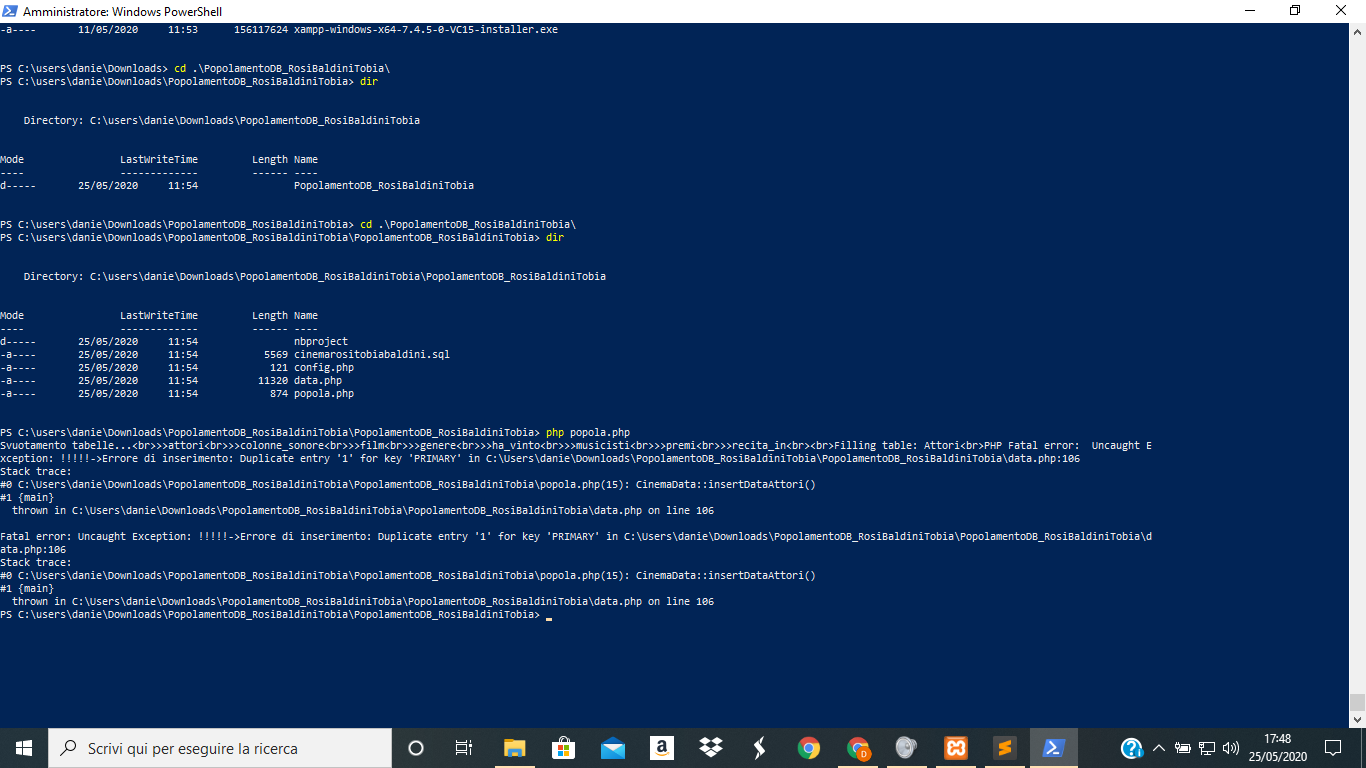 Amministratore: Windows PowerShell
-a---- 11/05/2020 11:53 156117624 xampp-windows-x64-7.4.5-0-VC15-installer.exe
PS C:\users\danie\Downloads> cd .\PopolamentoDB_RosiBaldiniTobia\
PS C:\users\danie\Downloads\PopolamentoDB_RosiBaldiniTobia> dir
Directory: C:\users\danie\Downloads\PopolamentoDB_RosiBaldiniTobia
Mode LastWriteTime Length Name
---- ------------- ------ ----
d----- 25/05/2020 11:54 PopolamentoDB_RosiBaldiniTobia
PS C:\users\danie\Downloads\PopolamentoDB_RosiBaldiniTobia> cd .\PopolamentoDB_RosiBaldiniTobia\
PS C:\users\danie\Downloads\PopolamentoDB_RosiBaldiniTobia\PopolamentoDB_RosiBaldiniTobia> dir
Directory: C:\users\danie\Downloads\PopolamentoDB_RosiBaldiniTobia\PopolamentoDB_RosiBaldiniTobia
Mode LastWriteTime Length Name
---- ------------- ------ ----
d----- 25/05/2020 11:54 nbproject
-a---- 25/05/2020 11:54 5569 cinemarositobiabaldini.sql
-a---- 25/05/2020 11:54 121 config.php
-a---- 25/05/2020 11:54 11320 data.php
-a---- 25/05/2020 11:54 874 popola.php
PS C:\users\danie\Downloads\PopolamentoDB_RosiBaldiniTobia\PopolamentoDB_RosiBaldiniTobia> php popola.php
Svuotamento tabelle...<br>>>attori<br>>>colonne_sonore<br>>>film<br>>>genere<br>>>ha_vinto<br>>>musicisti<br>>>premi<br>>>recita_in<br><br>Filling table: Attori<br>PHP Fatal error:  Uncaught E
xception: !!!!!->Errore di inserimento: Duplicate entry '1' for key 'PRIMARY' in C:\Users\danie\Downloads\PopolamentoDB_RosiBaldiniTobia\PopolamentoDB_RosiBaldiniTobia\data.php:106
Stack trace:
#0 C:\Users\danie\Downloads\PopolamentoDB_RosiBaldiniTobia\PopolamentoDB_RosiBaldiniTobia\popola.php(15): CinemaData::insertDataAttori()
#1 {main}
thrown in C:\Users\danie\Downloads\PopolamentoDB_RosiBaldiniTobia\PopolamentoDB_RosiBaldiniTobia\data.php on line 106
Fatal error: Uncaught Exception: !!!!!->Errore di inserimento: Duplicate entry '1' for key 'PRIMARY' in C:\Users\danie\Downloads\PopolamentoDB_RosiBaldiniTobia\PopolamentoDB_RosiBaldiniTobia\d
ata.php:106
Stack trace:
#0 C:\Users\danie\Downloads\PopolamentoDB_RosiBaldiniTobia\PopolamentoDB_RosiBaldiniTobia\popola.php(15): CinemaData::insertDataAttori()
#1 {main}
thrown in C:\Users\danie\Downloads\PopolamentoDB_RosiBaldiniTobia\PopolamentoDB_RosiBaldiniTobia\data.php on line 106
PS C:\users\danie\Downloads\PopolamentoDB_RosiBaldiniTobia\PopolamentoDB_RosiBaldiniTobia>
Scrivi qui per eseguire la ricerca
17:48
25/05/2020